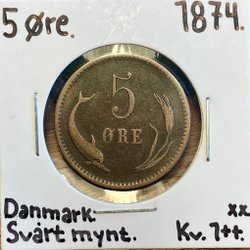 5 Øre. 1874.
5
ØRE
xx
Danmark:
Svårt mynt. Kv. 1++.